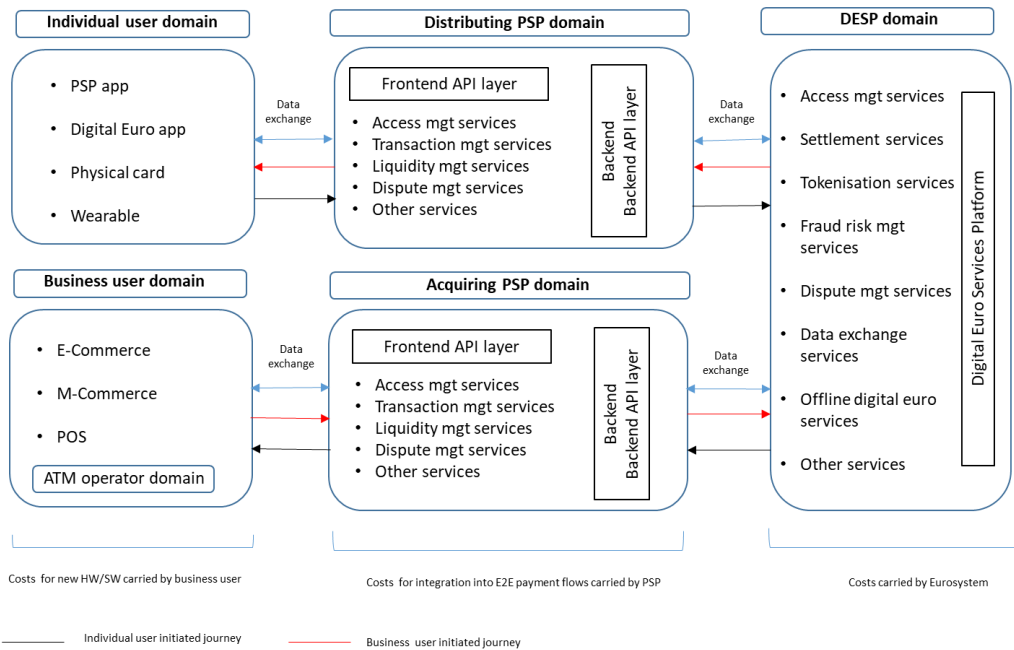 Individual user domain
• PSP app
• Digital Euro app
• Physical card
• Wearable
Data
exchange
Distributing PSP domain
Frontend API layer
• Access mgt services
• Transaction mgt services
• Liquidity mgt services
• Dispute mgt services
• Other services
Backend
Backend API layer
Data
exchange
DESP domain
• Access mgt services
• Settlement services
• Tokenisation services
• Fraud risk mgt
services
• Dispute mgt services
• Data exchange
services
• Offline digital euro
services
• Other services
Digital Euro Services Platform
Business user domain
• E-Commerce
• M-Commerce
• POS
ATM operator domain
Data
exchange
Acquiring PSP domain
Frontend API layer
• Access mgt services
• Transaction mgt services
• Liquidity mgt services
• Dispute mgt services
• Other services
Backend
Backend API layer
Data
exchange
Costs for new HW/SW carried by business user
Costs for integration into E2E payment flows carried by PSP
Costs carried by Eurosystem
Individual user initiated journey
Business user initiated journey